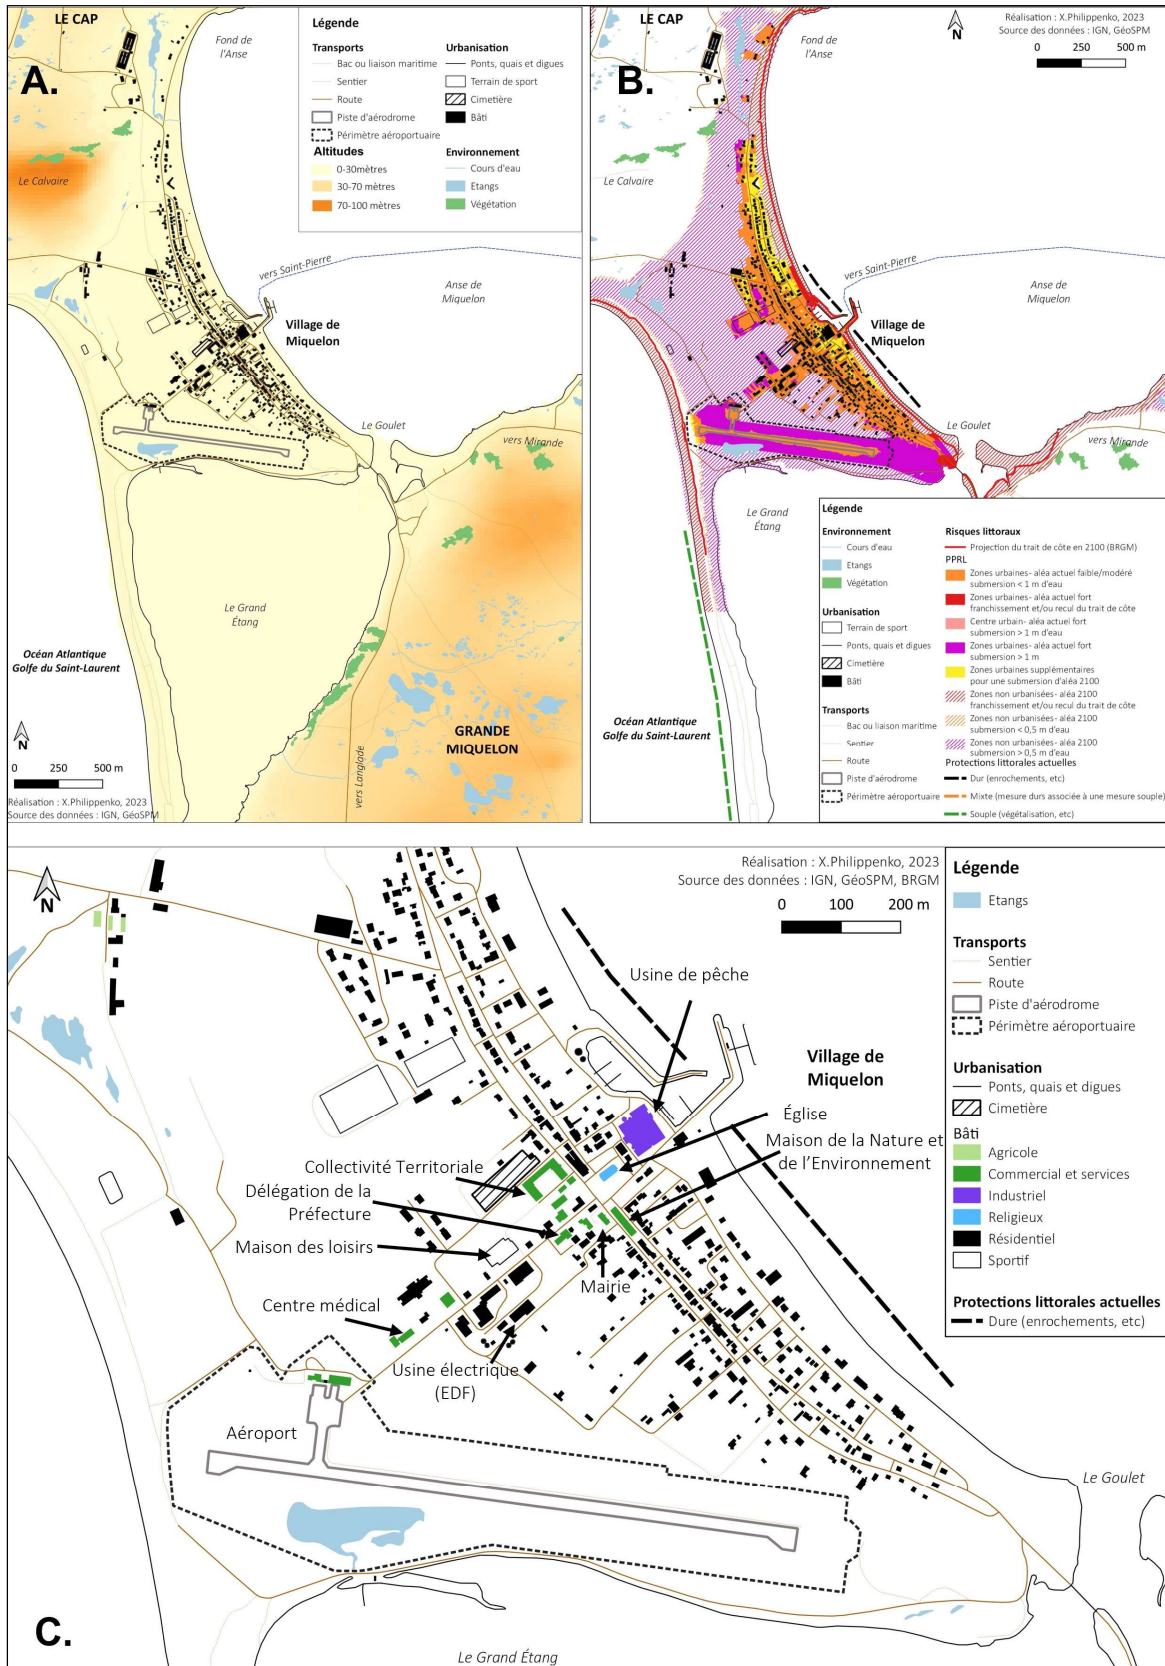 A.
LE CAP
Fond de
l'Anse
Le Calvaire
vers Saint-Pierre
Anse de
Miquelon
Village de
Miquelon
Le Goulet
vers Mirande
Le Grand
Étang
Océan Atlantique
Golfe du Saint-Laurent
GRANDE
MIQUELON
vers Langlade
N
0 250 500 m
Réalisation : X.Philippenko, 2023
Source des données : IGN, GéoSPM
Légende
Transports
Bac ou liaison maritime
Sentier
Route
Piste d'aérodrome
Périmètre aéroportuaire
Altitudes
0-30mètres
30-70 mètres
70-100 mètres
Urbanisation
Ponts, quais et digues
Terrain de sport
Cimetière
Bâti
Environnement
Cours d'eau
Etangs
Végétation
B.
LE CAP
Fond de
l'Anse
N
Réalisation : X.Philippenko, 2023
Source des données : IGN, GéoSPM
0 250 500 m
Le Calvaire
vers Saint-Pierre
Anse de
Miquelon
Village de
Miquelon
Le Goulet
vers Mirande
Le Grand
Étang
Océan Atlantique
Golfe du Saint-Laurent
Légende
Environnement
Cours d'eau
Etangs
Végétation
Urbanisation
Terrain de sport
Ponts, quais et digues
Cimetière
Bâti
Transports
Bac ou liaison maritime
Sentier
Route
Piste d'aérodrome
Périmètre aéroportuaire
Risques littoraux
Projection du trait de côte en 2100 (BRGM)
PPRL
Zones urbaines- aléa actuel faible/modéré
submersion < 1 m d'eau
Zones urbaines- aléa actuel fort
franchissement et/ou recul du trait de côte
Centre urbain- aléa actuel fort
submersion > 1 m d'eau
Zones urbaines- aléa actuel fort
submersion > 1 m
Zones urbaines supplémentaires
pour une submersion d'aléa 2100
Zones non urbanisées- aléa 2100
franchissement et/ou recul du trait de côte
Zones non urbanisées- aléa 2100
submersion < 0,5 m d'eau
Zones non urbanisées- aléa 2100
submersion > 0,5 m d'eau
Protections littorales actuelles
Dur (enrochements, etc)
Mixte (mesure durs associée à une mesure souple)
Souple (végétalisation, etc)
C.
N
Réalisation : X.Philippenko, 2023
Source des données : IGN, GéoSPM, BRGM
0 100 200 m
Usine de pêche
Village de
Miquelon
Église
Maison de la Nature et
de l'Environnement
Collectivité Territoriale
Délégation de la
Préfecture
Maison des loisirs
Mairie
Centre médical
Usine électrique
(EDF)
Aéroport
Le Goulet
Le Grand Étang
Légende
Etangs
Transports
Sentier
Route
Piste d'aérodrome
Périmètre aéroportuaire
Urbanisation
Ponts, quais et digues
Cimetière
Bâti
Agricole
Commercial et services
Industriel
Religieux
Résidentiel
Sportif
Protections littorales actuelles
Dure (enrochements, etc)